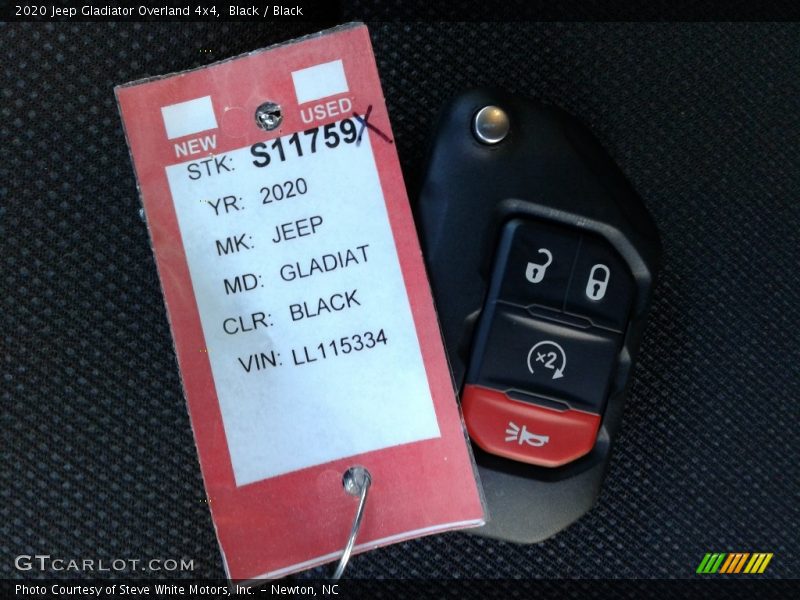 2020 Jeep Gladiator Overland 4x4, Black / Black
NEW
USED
STK: S11759X
YR: 2020
MK: JEEP
MD: GLADIAT
CLR: BLACK
VIN: LL115334
×2
GTCARLOT.COM
Photo Courtesy of Steve White Motors, Inc. – Newton, NC